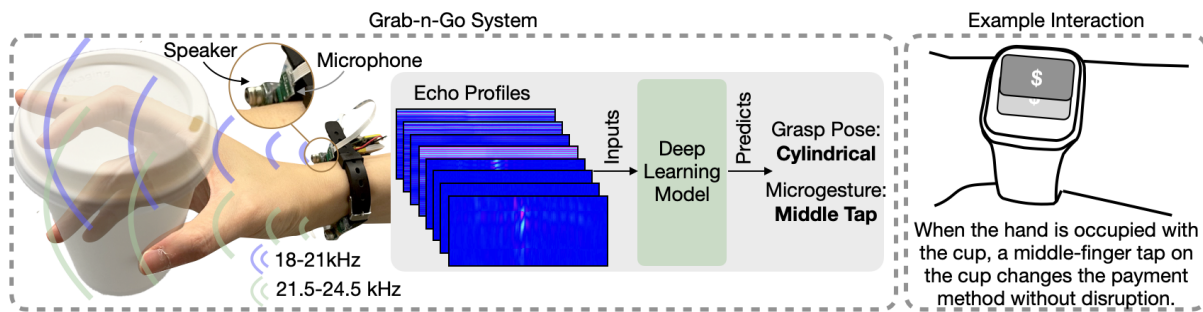 Grab-n-Go System
Speaker
Microphone
18-21kHz
21.5-24.5 kHz
Echo Profiles
Inputs
Deep
Learning
Model
Predicts
Grasp Pose:
Cylindrical
Microgesture:
Middle Tap
Example Interaction
$
$
When the hand is occupied with
the cup, a middle-finger tap on
the cup changes the payment
method without disruption.